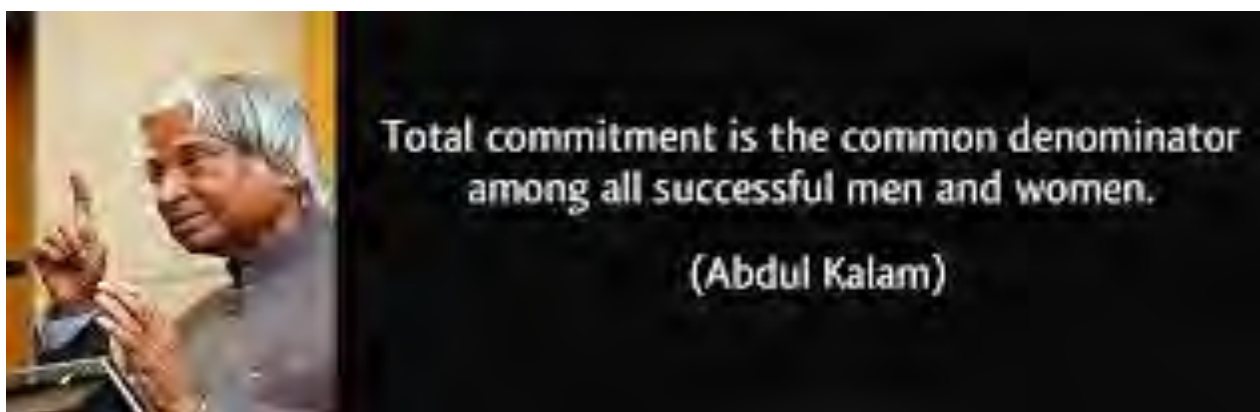 Total commitment is the common denominator
among all successful men and women.
(Abdul Kalam)